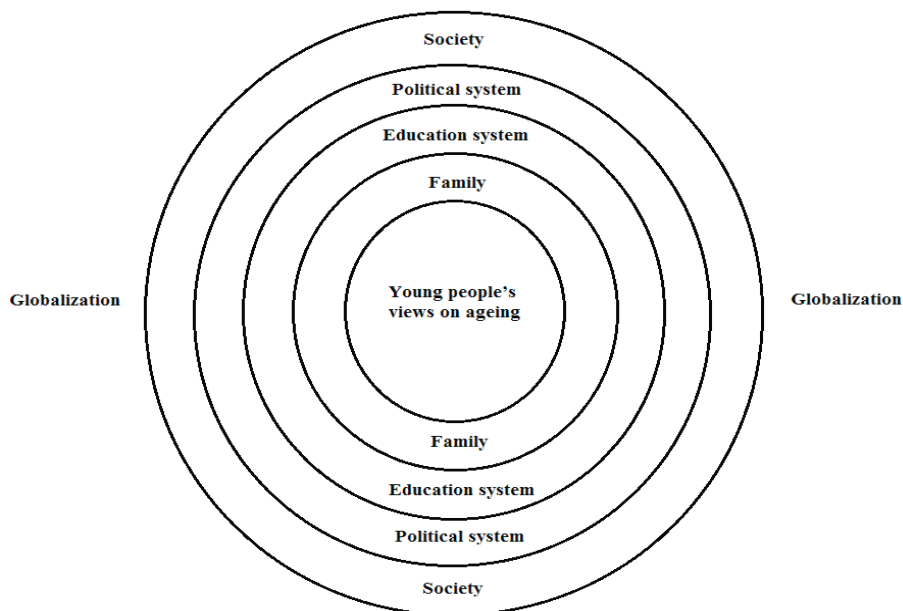 Society
Political system
Education system
Family
Young people's
views on ageing
Globalization
Globalization
Family
Education system
Political system
Society